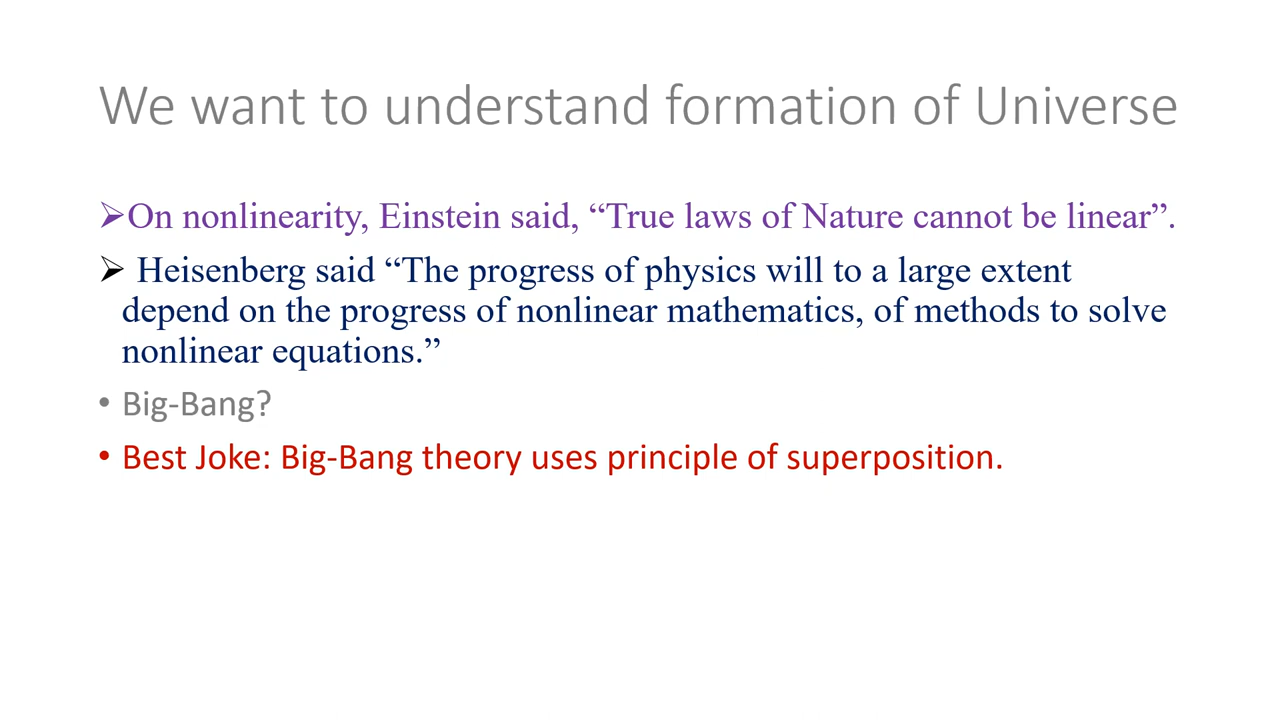 We want to understand formation of Universe
➢On nonlinearity, Einstein said, “True laws of Nature cannot be linear”.
➢ Heisenberg said “The progress of physics will to a large extent
depend on the progress of nonlinear mathematics, of methods to solve
nonlinear equations.”
• Big-Bang?
• Best Joke: Big-Bang theory uses principle of superposition.